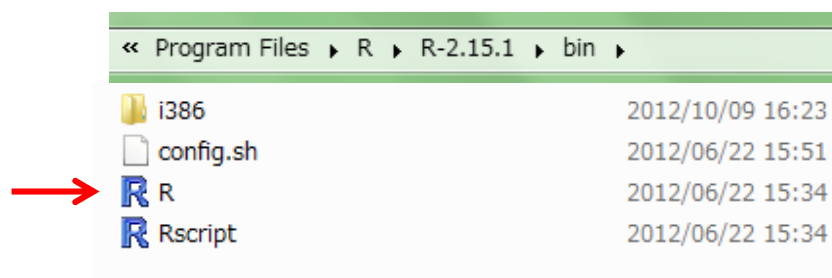 « Program Files ▸ R ▸ R-2.15.1 ▸ bin ▸
i386 2012/10/09 16:23
config.sh 2012/06/22 15:51
R 2012/06/22 15:34
Rscript 2012/06/22 15:34